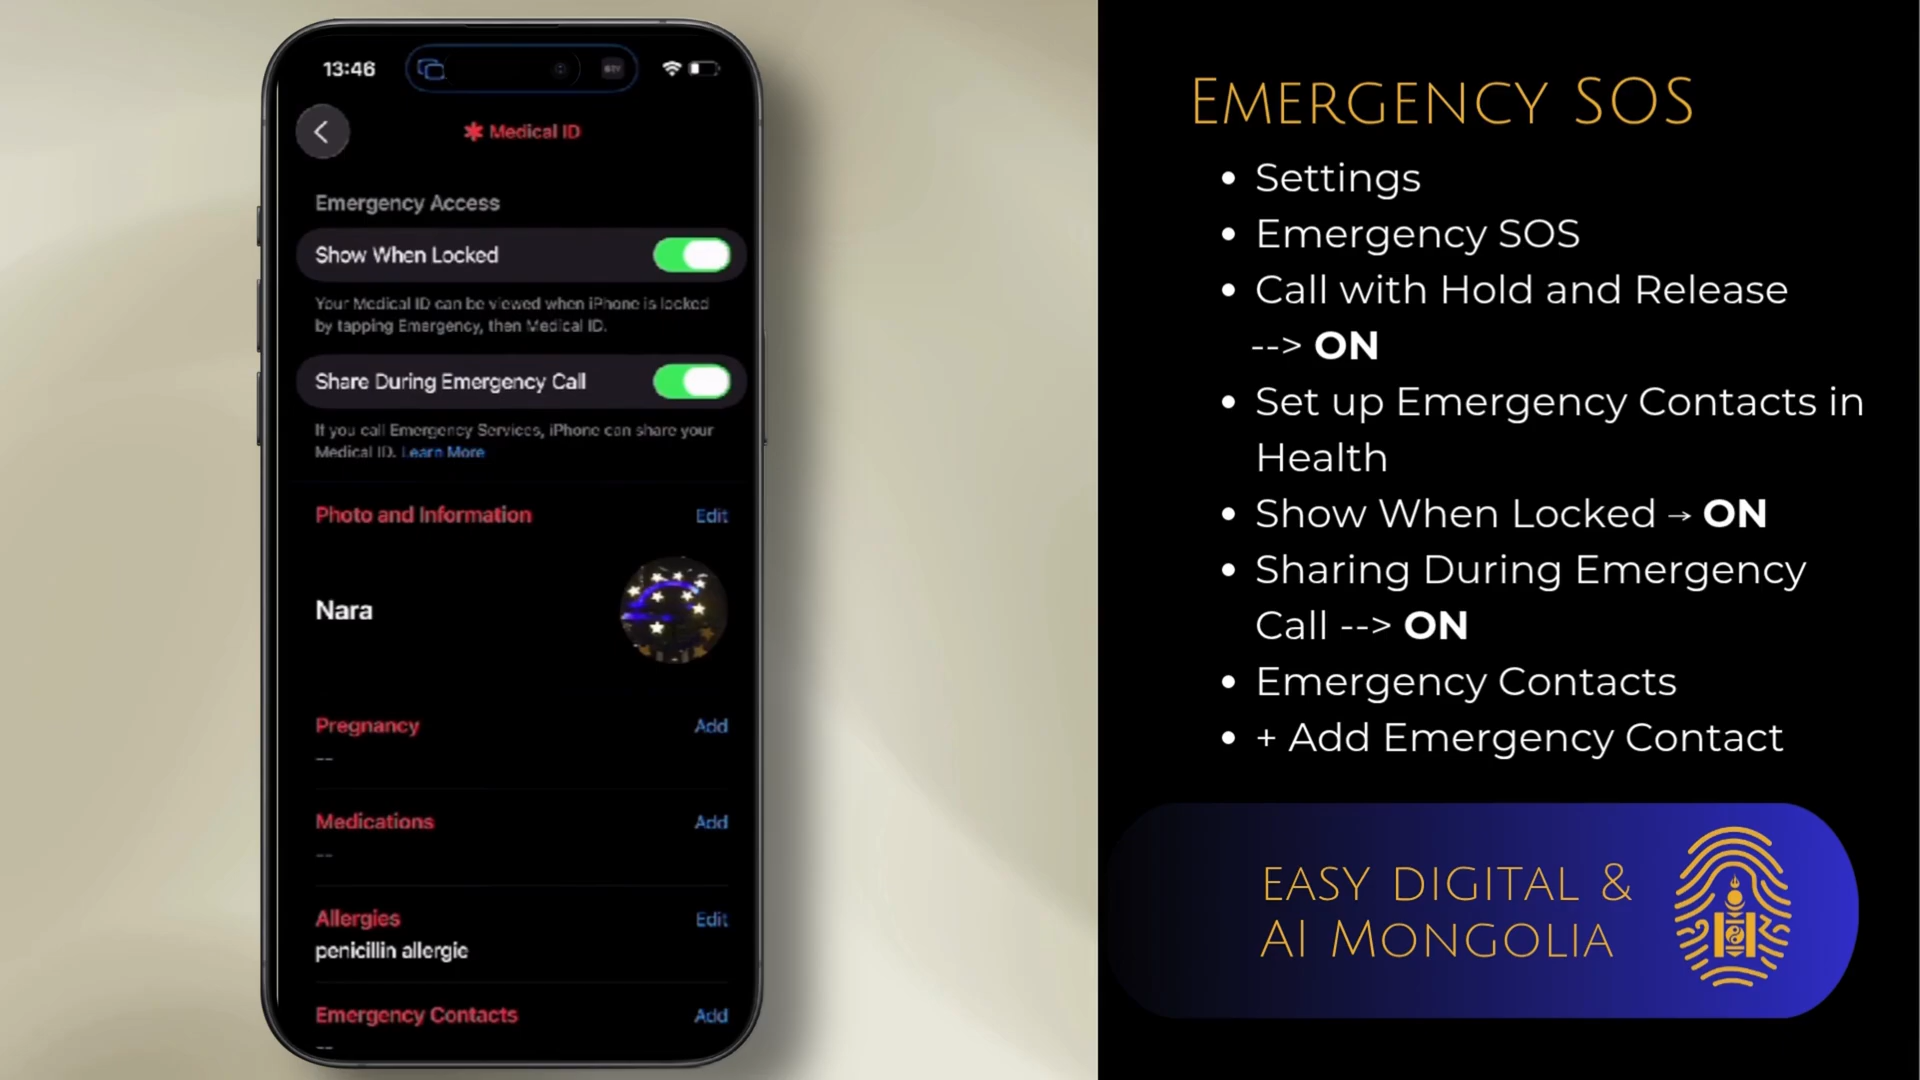 13:46
Medical ID
Emergency Access
Show When Locked
Your Medical ID can be viewed when iPhone is locked
by tapping Emergency, then Medical ID.
Share During Emergency Call
If you call Emergency Services, iPhone can share your
Medical ID. Learn More
Photo and Information Edit
Nara
Pregnancy Add
--
Medications Add
--
Allergies Edit
penicillin allergie
Emergency Contacts Add
--
EMERGENCY SOS
• Settings
• Emergency SOS
• Call with Hold and Release
--> ON
• Set up Emergency Contacts in
Health
• Show When Locked → ON
• Sharing During Emergency
Call --> ON
• Emergency Contacts
• + Add Emergency Contact
EASY DIGITAL &
AI MONGOLIA